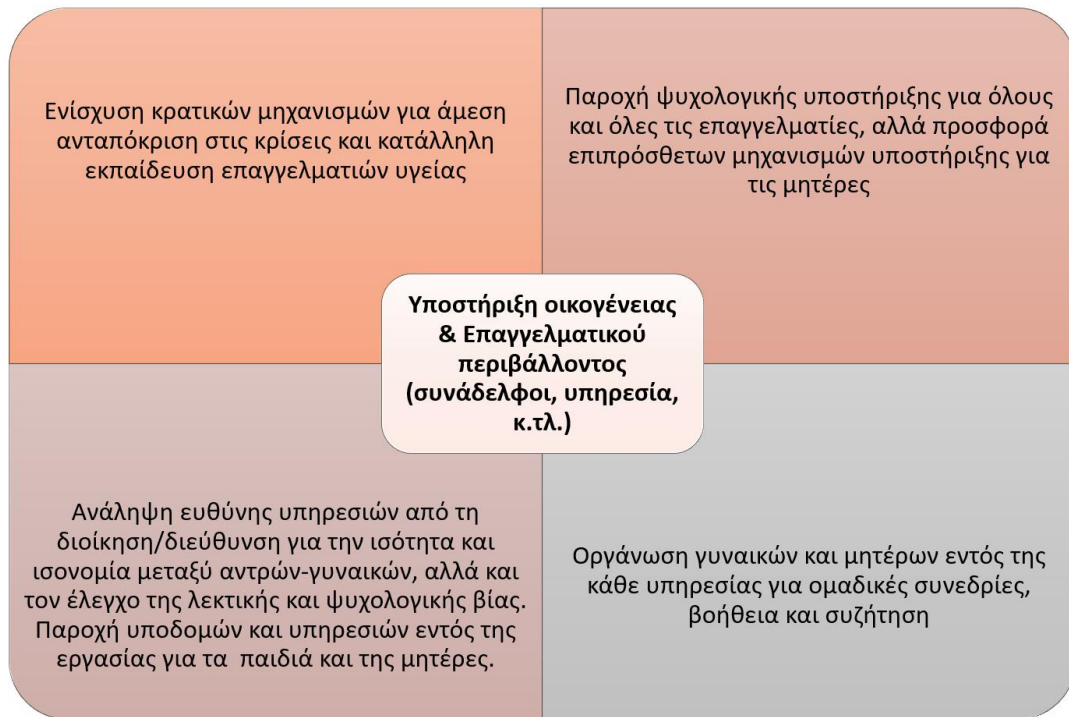 Ενίσχυση κρατικών μηχανισμών για άμεση
ανταπόκριση στις κρίσεις και κατάλληλη
εκπαίδευση επαγγελματιών υγείας
Παροχή ψυχολογικής υποστήριξης για όλους
και όλες τις επαγγελματίες, αλλά προσφορά
επιπρόσθετων μηχανισμών υποστήριξης για
τις μητέρες
Υποστήριξη οικογένειας
& Επαγγελματικού
περιβάλλοντος
(συνάδελφοι, υπηρεσία,
κ.τλ.)
Ανάληψη ευθύνης υπηρεσιών από τη
διοίκηση/διεύθυνση για την ισότητα και
ισονομία μεταξύ αντρών-γυναικών, αλλά και
τον έλεγχο της λεκτικής και ψυχολογικής βίας.
Παροχή υποδομών και υπηρεσιών εντός της
εργασίας για τα  παιδιά και της μητέρες.
Οργάνωση γυναικών και μητέρων εντός της
κάθε υπηρεσίας για ομαδικές συνεδρίες,
βοήθεια και συζήτηση